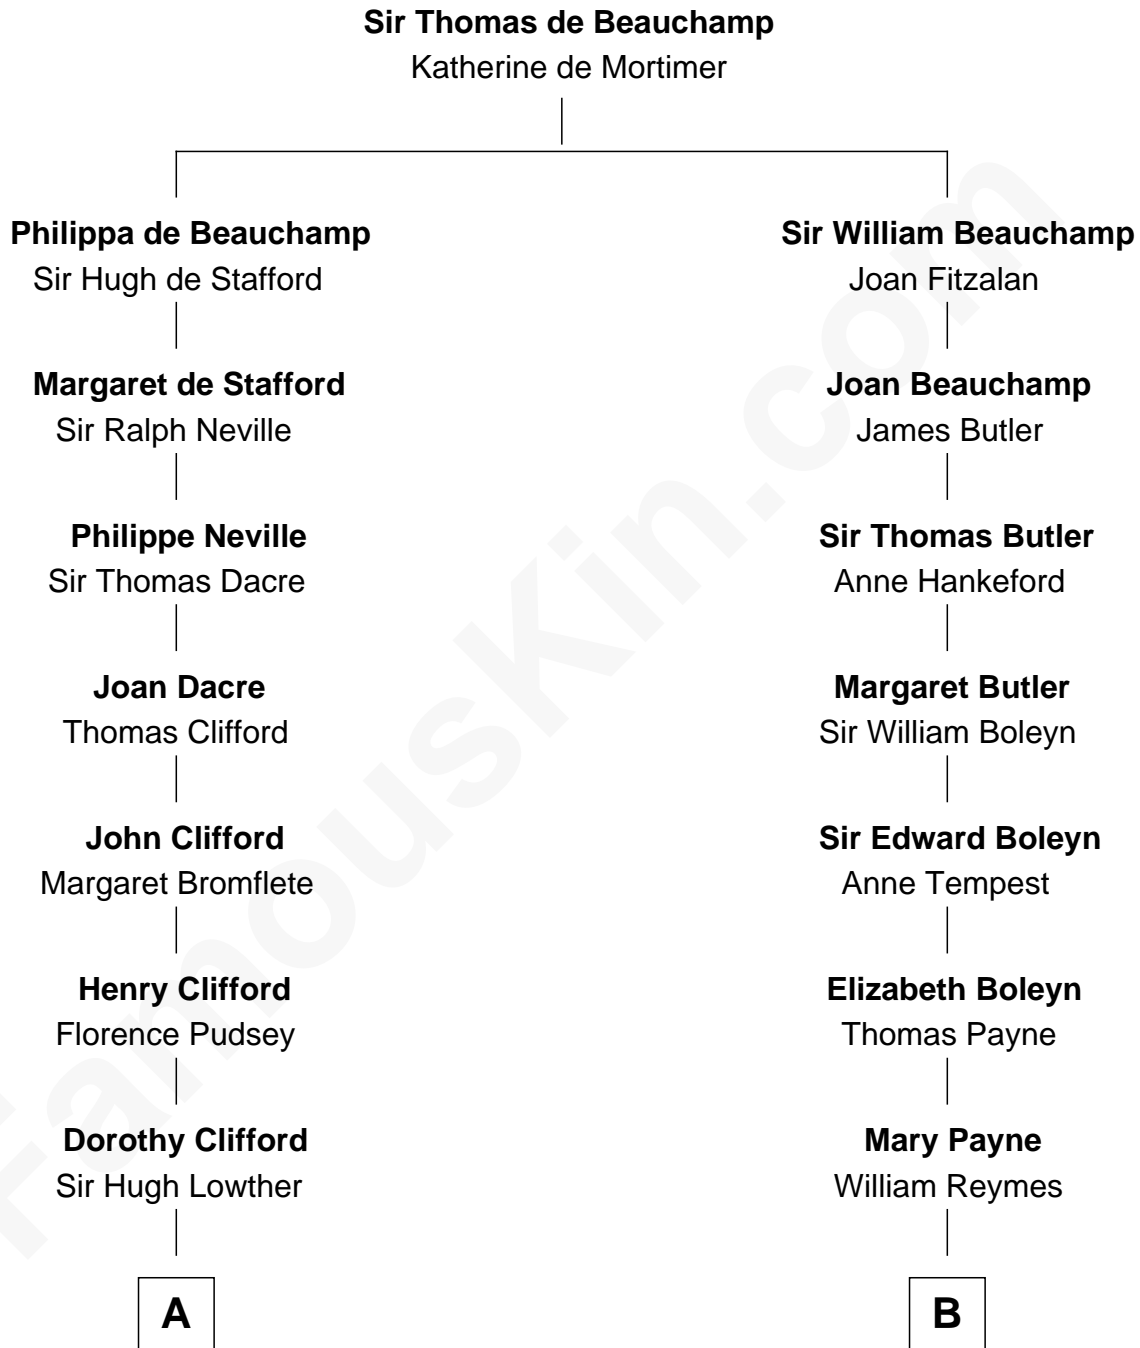 Sir Thomas de Beauchamp
Katherine de Mortimer
Philippa de Beauchamp
Sir Hugh de Stafford
Sir William Beauchamp
Joan Fitzalan
Margaret de Stafford
Sir Ralph Neville
Joan Beauchamp
James Butler
Philippe Neville
Sir Thomas Dacre
Sir Thomas Butler
Anne Hankeford
Joan Dacre
Thomas Clifford
Margaret Butler
Sir William Boleyn
John Clifford
Margaret Bromflete
Sir Edward Boleyn
Anne Tempest
Henry Clifford
Florence Pudsey
Elizabeth Boleyn
Thomas Payne
Dorothy Clifford
Sir Hugh Lowther
Mary Payne
William Reymes
A
B
FamousKin.com